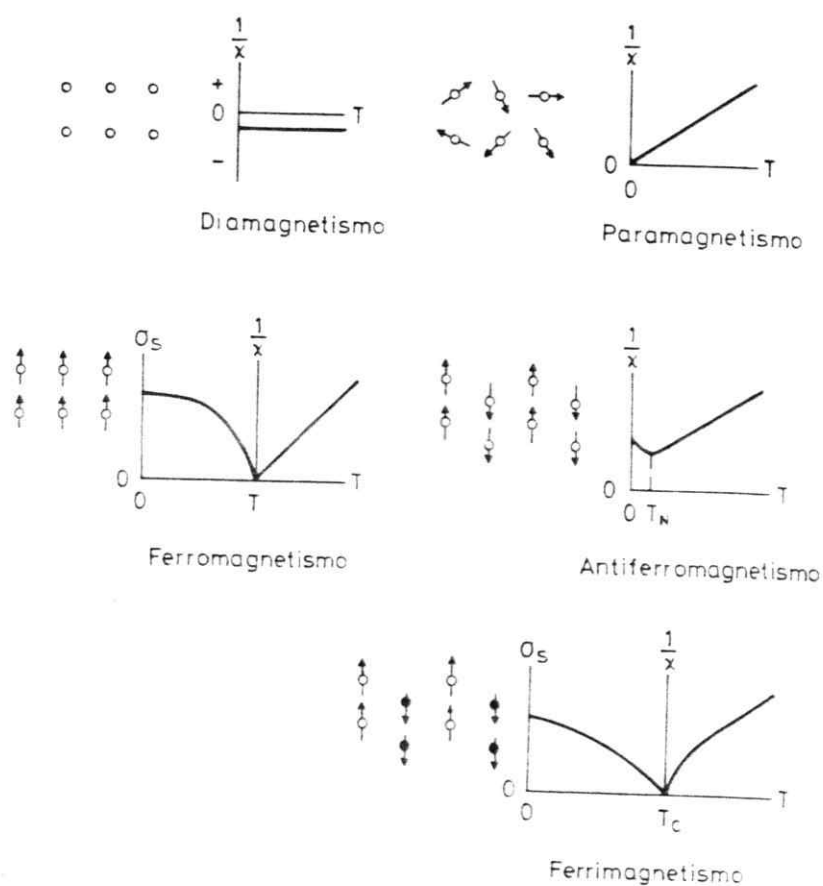 1
χ
+
0 T
−
Diamagnetismo
1
χ
0 T
0
Paramagnetismo
σs 1
χ
0 T
0 T
Ferromagnetismo
1
χ
0 T
0 TN
Antiferromagnetismo
σs 1
χ
0 T
0 Tc
Ferrimagnetismo